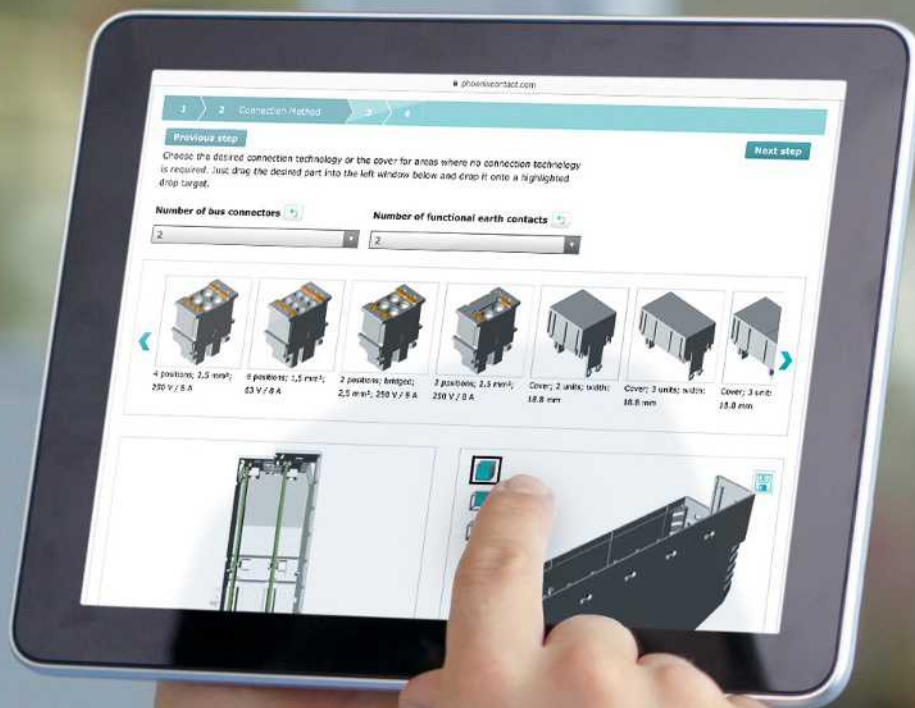 phoenixcontact.com
1 2 Connection Method 3 4
Previous step
Next step
Choose the desired connection technology or the cover for areas where no connection technology
is required. Just drag the desired part into the left window below and drop it onto a highlighted
drop target.
Number of bus connectors
Number of functional earth contacts
2
2
4 positions; 2,5 mm²;
250 V / 8 A
6 positions; 1,5 mm²;
63 V / 8 A
2 positions; bridged;
2,5 mm²; 250 V / 8 A
2 positions; 2,5 mm²;
250 V / 8 A
Cover; 2 units; width:
18.8 mm
Cover; 3 units; width:
18.8 mm
Cover; 3 unit
18.8 mm